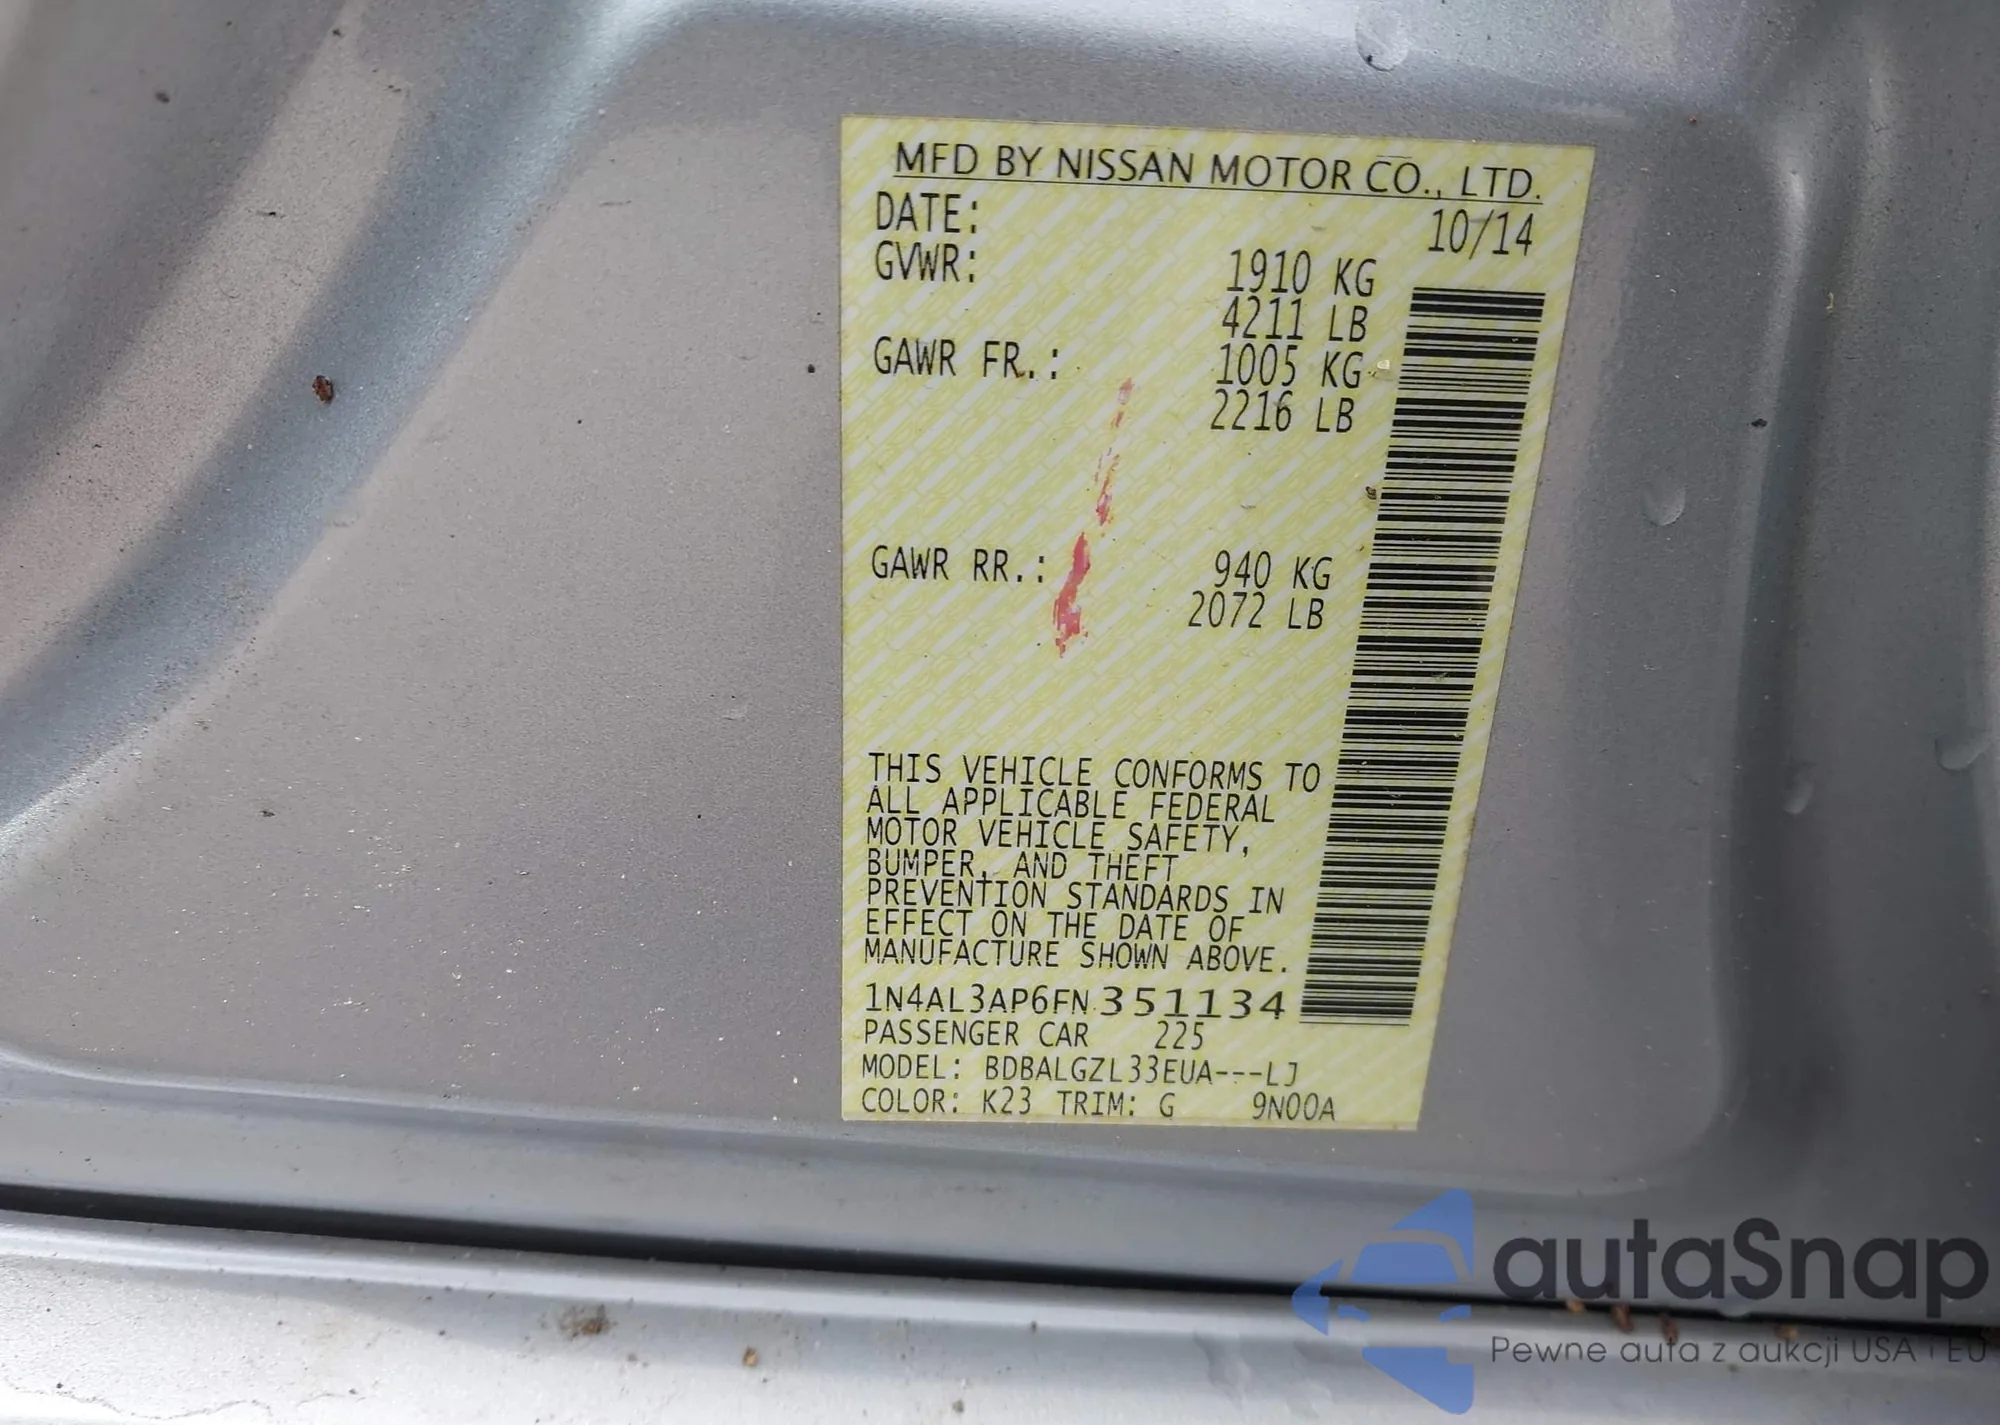 MFD BY NISSAN MOTOR CO., LTD.
DATE: 10/14
GVWR: 1910 KG
4211 LB
GAWR FR.: 1005 KG
2216 LB
GAWR RR.: 940 KG
2072 LB
THIS VEHICLE CONFORMS TO
ALL APPLICABLE FEDERAL
MOTOR VEHICLE SAFETY,
BUMPER, AND THEFT
PREVENTION STANDARDS IN
EFFECT ON THE DATE OF
MANUFACTURE SHOWN ABOVE.
1N4AL3AP6FN 351134
PASSENGER CAR 225
MODEL: BDBALGZL33EUA---LJ
COLOR: K23 TRIM: G 9N00A
autaSnap
Pewne auta z aukcji USA i EU